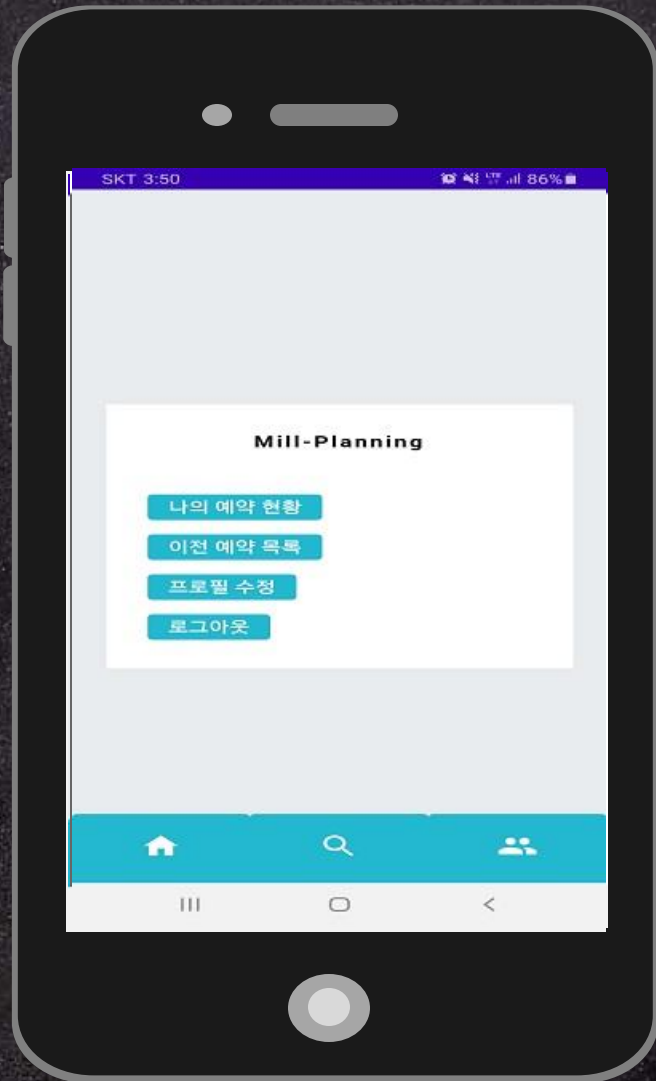 SKT 3:50 LTE 86%
Mill-Planning
나의 예약 현황
이전 예약 목록
프로필 수정
로그아웃